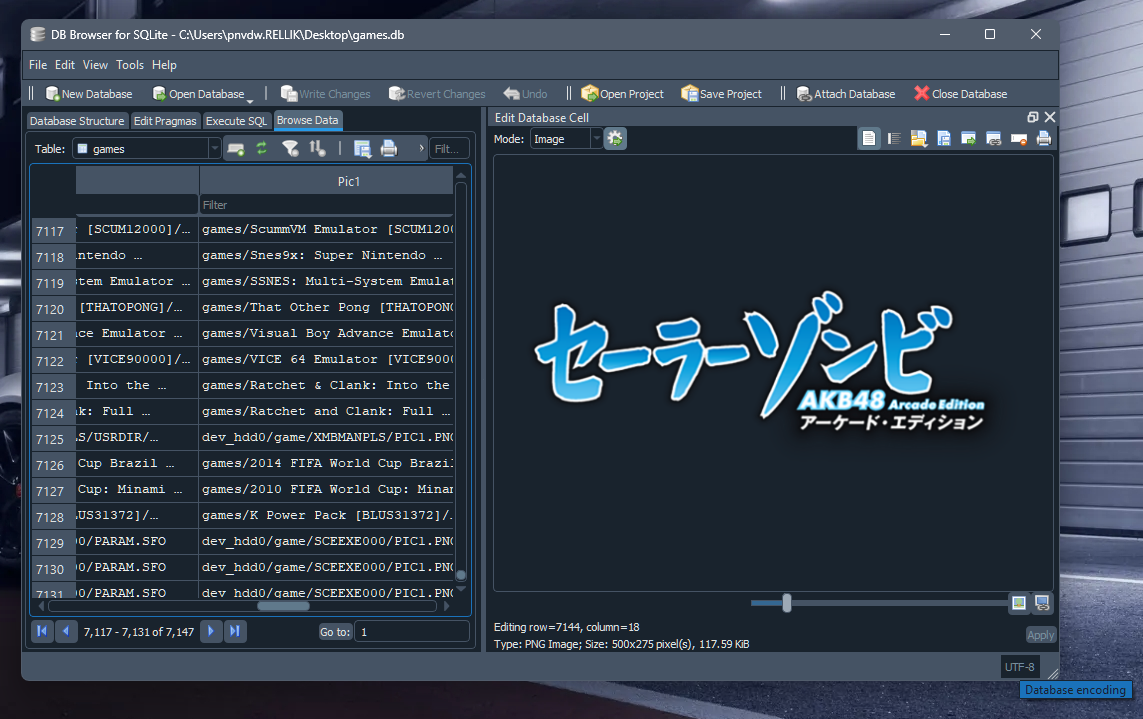 DB Browser for SQLite - C:\Users\pnvdw.RELLIK\Desktop\games.db
File Edit View Tools Help
New Database Open Database Write Changes Revert Changes Undo Open Project Save Project Attach Database Close Database
Database Structure Edit Pragmas Execute SQL Browse Data
Table: games Filt...
Pic1
Filter
7117 [SCUM12000]/… games/ScummVM Emulator [SCUM1200
7118 ntendo … games/Snes9x: Super Nintendo …
7119 tem Emulator … games/SSNES: Multi-System Emulat
7120 [THATOPONG]/… games/That Other Pong [THATOPONG
7121 ce Emulator … games/Visual Boy Advance Emulato
7122 [VICE90000]/… games/VICE 64 Emulator [VICE9000
7123 Into the … games/Ratchet & Clank: Into the
7124 k: Full … games/Ratchet and Clank: Full …
7125 S/USRDIR/… dev_hdd0/game/XMBMANPLS/PIC1.PNG
7126 Cup Brazil … games/2014 FIFA World Cup Brazil
7127 Cup: Minami … games/2010 FIFA World Cup: Minam
7128 US31372]/… games/K Power Pack [BLUS31372]/
7129 0/PARAM.SFO dev_hdd0/game/SCEEXE000/PIC1.PNG
7130 0/PARAM.SFO dev_hdd0/game/SCEEXE000/PIC1.PNG
7131 0/PARAM.SFO dev_hdd0/game/SCEEXE000/PIC1.PNG
7,117 - 7,131 of 7,147 Go to: 1
Edit Database Cell
Mode: Image
セーラーゾンビ
AKB48 Arcade Edition
アーケード・エディション
Editing row=7144, column=18
Type: PNG Image; Size: 500x275 pixel(s), 117.59 KiB
Apply
UTF-8
Database encoding